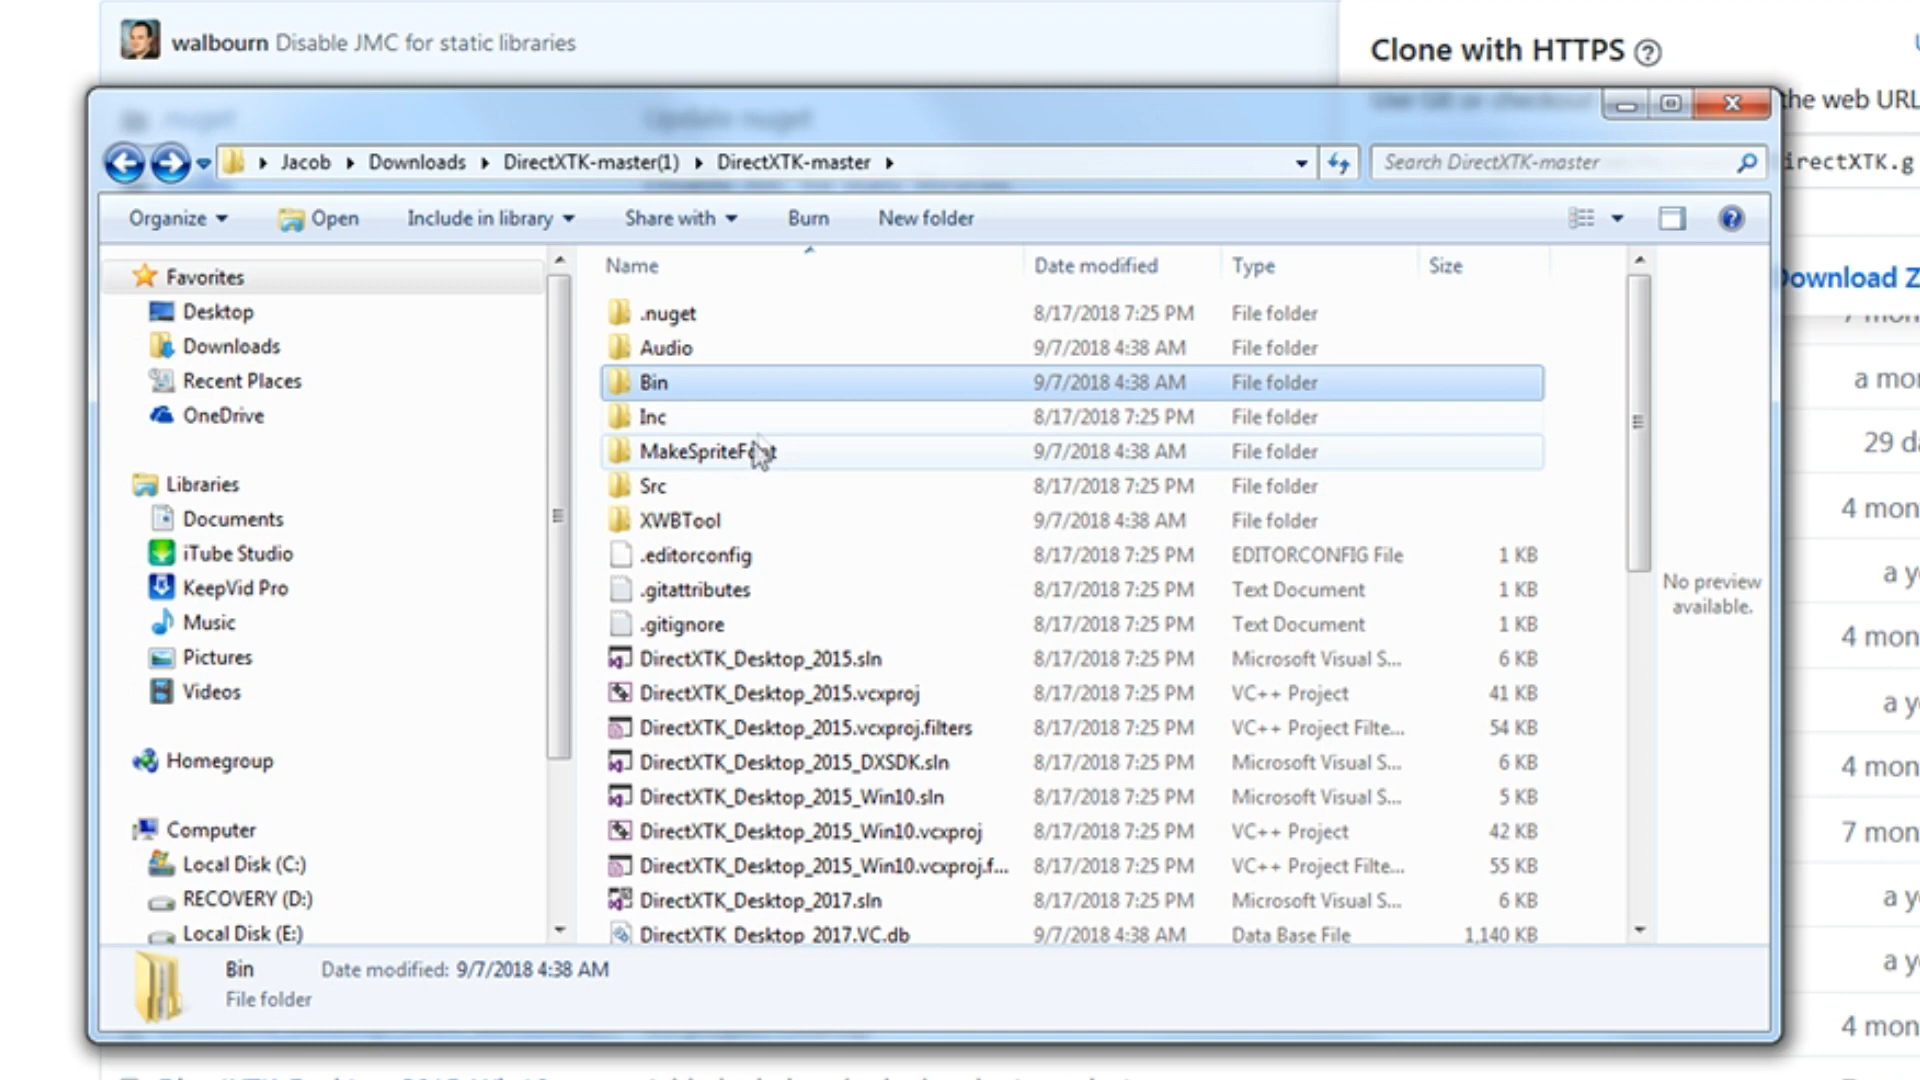 walbourn Disable JMC for static libraries
Clone with HTTPS
the web URL
Jacob Downloads DirectXTK-master(1) DirectXTK-master
Search DirectXTK-master
irectXTK.g
Organize Open Include in library Share with Burn New folder
Download Z
Favorites
Desktop
Downloads
Recent Places
OneDrive
Libraries
Documents
iTube Studio
KeepVid Pro
Music
Pictures
Videos
Homegroup
Computer
Local Disk (C:)
RECOVERY (D:)
Local Disk (E:)
Name Date modified Type Size
.nuget 8/17/2018 7:25 PM File folder
Audio 9/7/2018 4:38 AM File folder
Bin 9/7/2018 4:38 AM File folder
Inc 8/17/2018 7:25 PM File folder
MakeSpriteFont 9/7/2018 4:38 AM File folder
Src 8/17/2018 7:25 PM File folder
XWBTool 9/7/2018 4:38 AM File folder
.editorconfig 8/17/2018 7:25 PM EDITORCONFIG File 1 KB
.gitattributes 8/17/2018 7:25 PM Text Document 1 KB
.gitignore 8/17/2018 7:25 PM Text Document 1 KB
DirectXTK_Desktop_2015.sln 8/17/2018 7:25 PM Microsoft Visual S... 6 KB
DirectXTK_Desktop_2015.vcxproj 8/17/2018 7:25 PM VC++ Project 41 KB
DirectXTK_Desktop_2015.vcxproj.filters 8/17/2018 7:25 PM VC++ Project Filte... 54 KB
DirectXTK_Desktop_2015_DXSDK.sln 8/17/2018 7:25 PM Microsoft Visual S... 6 KB
DirectXTK_Desktop_2015_Win10.sln 8/17/2018 7:25 PM Microsoft Visual S... 5 KB
DirectXTK_Desktop_2015_Win10.vcxproj 8/17/2018 7:25 PM VC++ Project 42 KB
DirectXTK_Desktop_2015_Win10.vcxproj.f... 8/17/2018 7:25 PM VC++ Project Filte... 55 KB
DirectXTK_Desktop_2017.sln 8/17/2018 7:25 PM Microsoft Visual S... 6 KB
DirectXTK_Desktop_2017.VC.db 9/7/2018 4:38 AM Data Base File 1,140 KB
No preview
available.
a mon
29 da
4 mon
a y
4 mon
a y
4 mon
7 mon
a y
a y
4 mon
Bin Date modified: 9/7/2018 4:38 AM
File folder